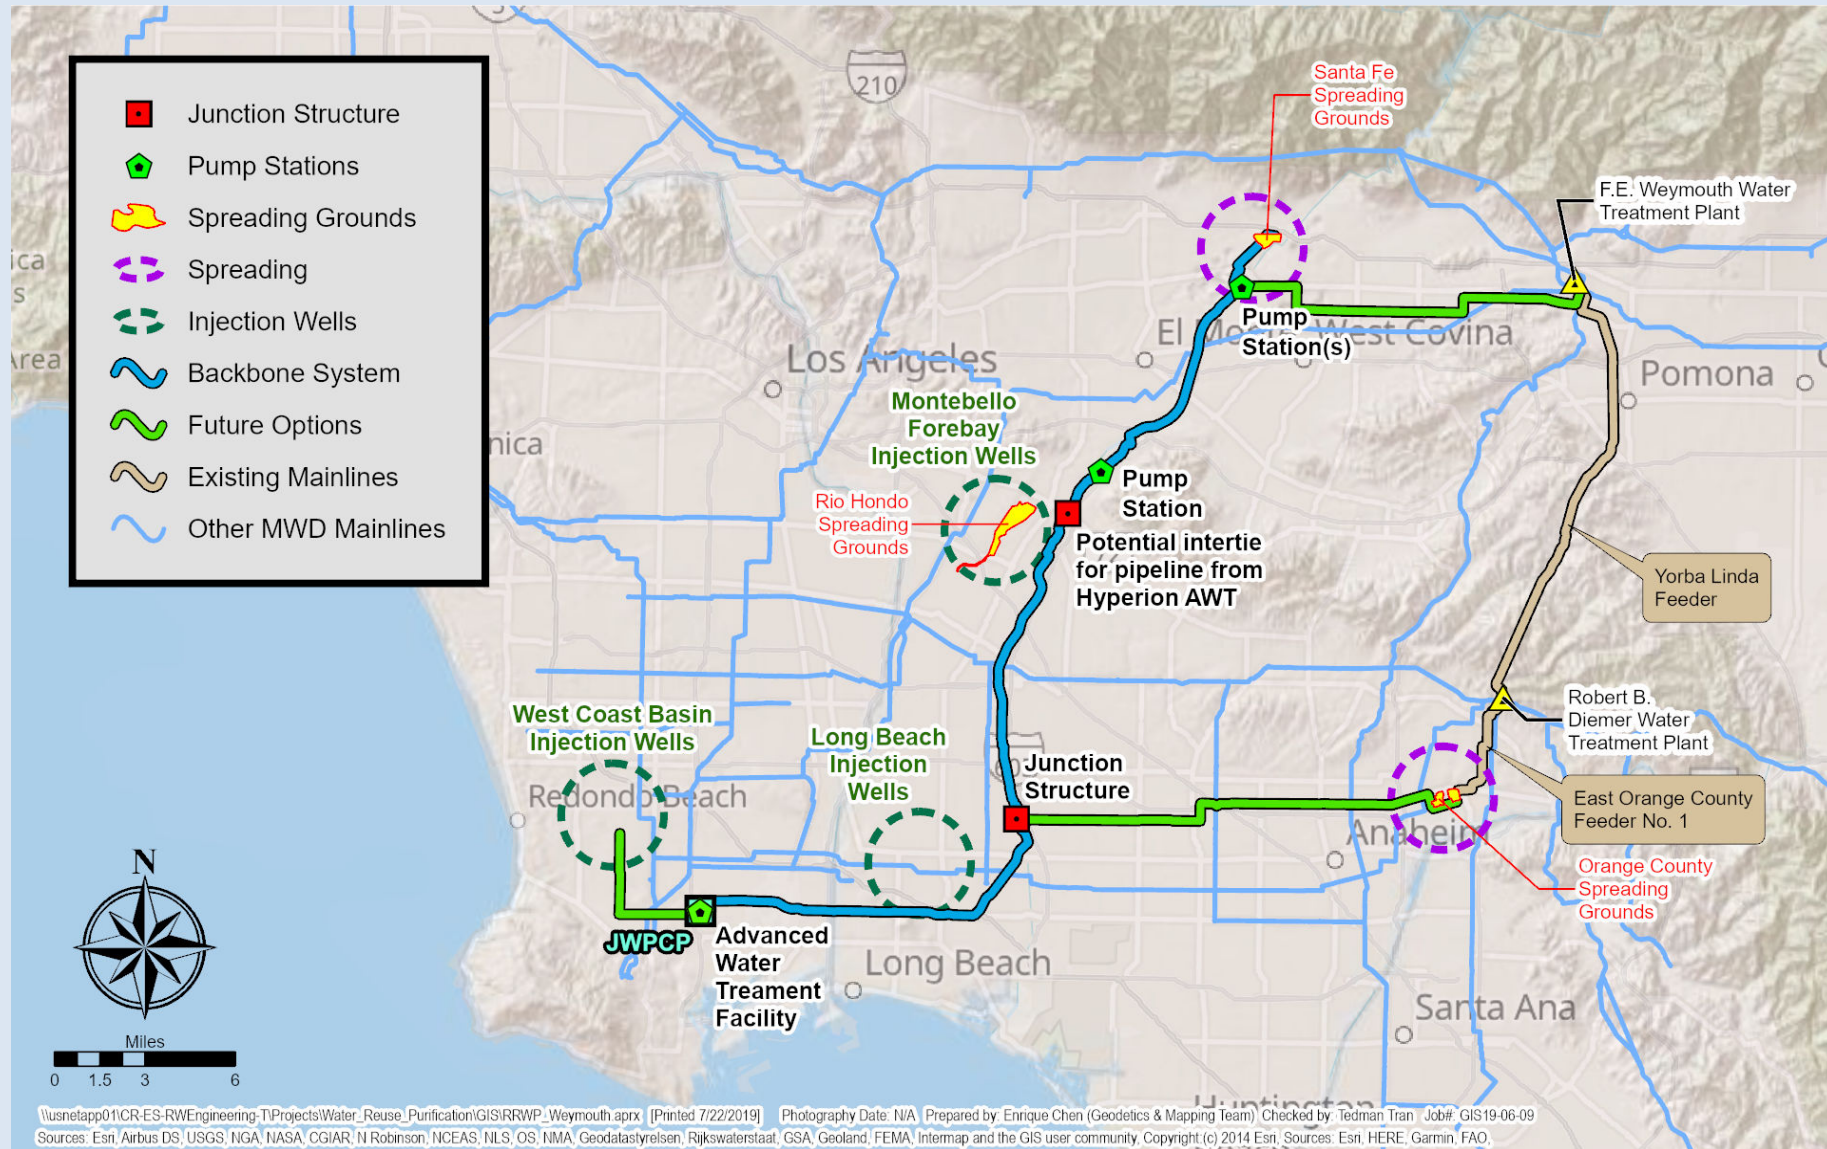 Junction Structure
Pump Stations
Spreading Grounds
Spreading
Injection Wells
Backbone System
Future Options
Existing Mainlines
Other MWD Mainlines
210
Santa Fe
Spreading
Grounds
F.E. Weymouth Water
Treatment Plant
Pump
Station(s)
El Monte
West Covina
Los Angeles
Pomona
Montebello
Forebay
Injection Wells
Rio Hondo
Spreading
Grounds
Pump
Station
Potential intertie
for pipeline from
Hyperion AWT
Yorba Linda
Feeder
West Coast Basin
Injection Wells
Redondo Beach
Long Beach
Injection
Wells
Junction
Structure
Robert B.
Diemer Water
Treatment Plant
East Orange County
Feeder No. 1
Anaheim
Orange County
Spreading
Grounds
JWPCP
Advanced
Water
Treament
Facility
Long Beach
Santa Ana
Huntington
nica
ica
s
Area
N
Miles
0 1.5 3 6
\\usnetapp01\CR-ES-RWEngineering-T\Projects\Water_Reuse_Purification\GIS\RRWP_Weymouth.aprx [Printed 7/22/2019] Photography Date: N/A Prepared by: Enrique Chen (Geodetics & Mapping Team) Checked by: Tedman Tran Job#: GIS19-06-09
Sources: Esri, Airbus DS, USGS, NGA, NASA, CGIAR, N Robinson, NCEAS, NLS, OS, NMA, Geodatastyrelsen, Rijkswaterstaat, GSA, Geoland, FEMA, Intermap and the GIS user community, Copyright:(c) 2014 Esri, Sources: Esri, HERE, Garmin, FAO,